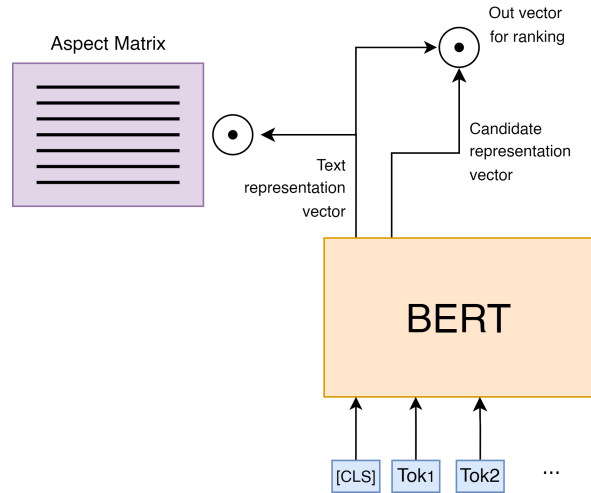 Aspect Matrix
Out vector
for ranking
Candidate
representation
vector
Text
representation
vector
BERT
[CLS]
Tok1
Tok2
...